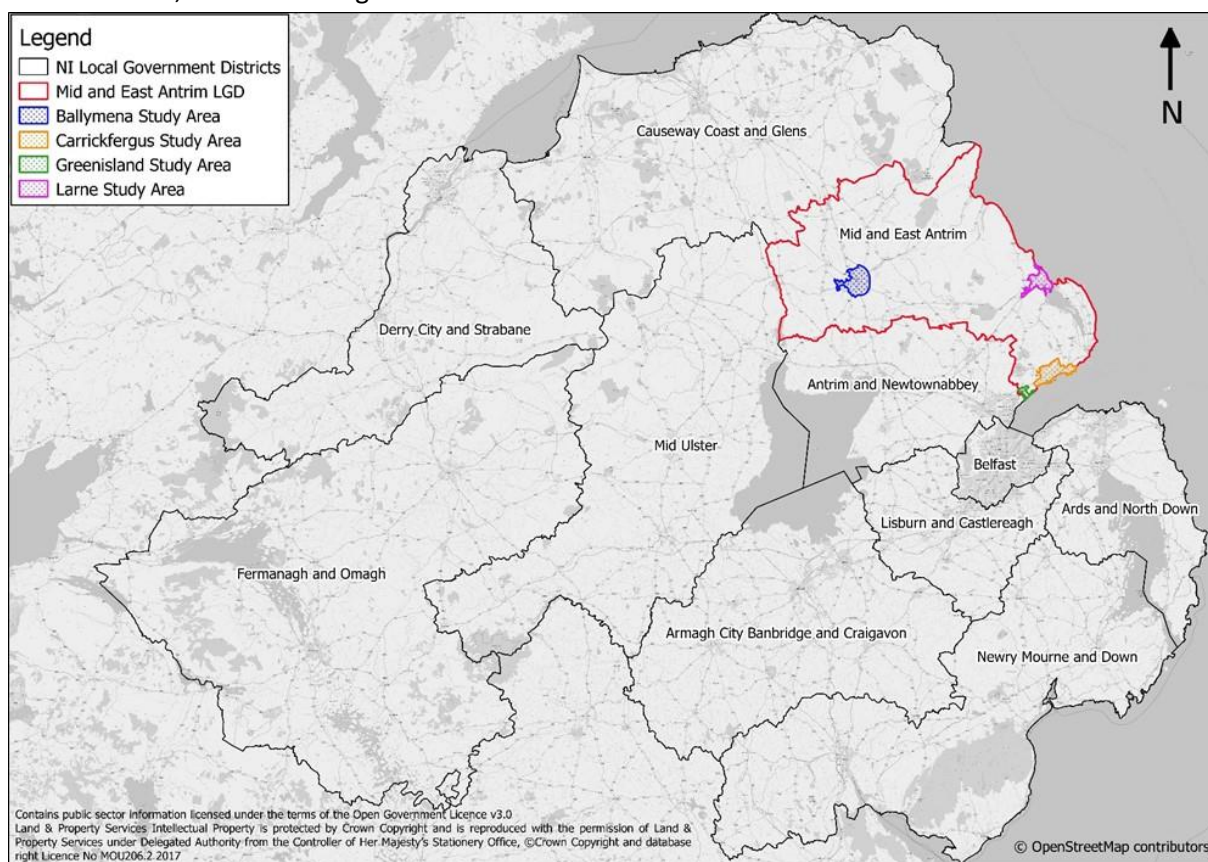 Legend
NI Local Government Districts
Mid and East Antrim LGD
Ballymena Study Area
Carrickfergus Study Area
Greenisland Study Area
Larne Study Area
N
Causeway Coast and Glens
Mid and East Antrim
Derry City and Strabane
Antrim and Newtownabbey
Mid Ulster
Belfast
Ards and North Down
Lisburn and Castlereagh
Fermanagh and Omagh
Armagh City Banbridge and Craigavon
Newry Mourne and Down
Contains public sector information licensed under the terms of the Open Government Licence v3.0
Land & Property Services Intellectual Property is protected by Crown Copyright and is reproduced with the permission of Land &
Property Services under Delegated Authority from the Controller of Her Majesty's Stationery Office, ©Crown Copyright and database
right Licence No MOU206.2.2017
© OpenStreetMap contributors